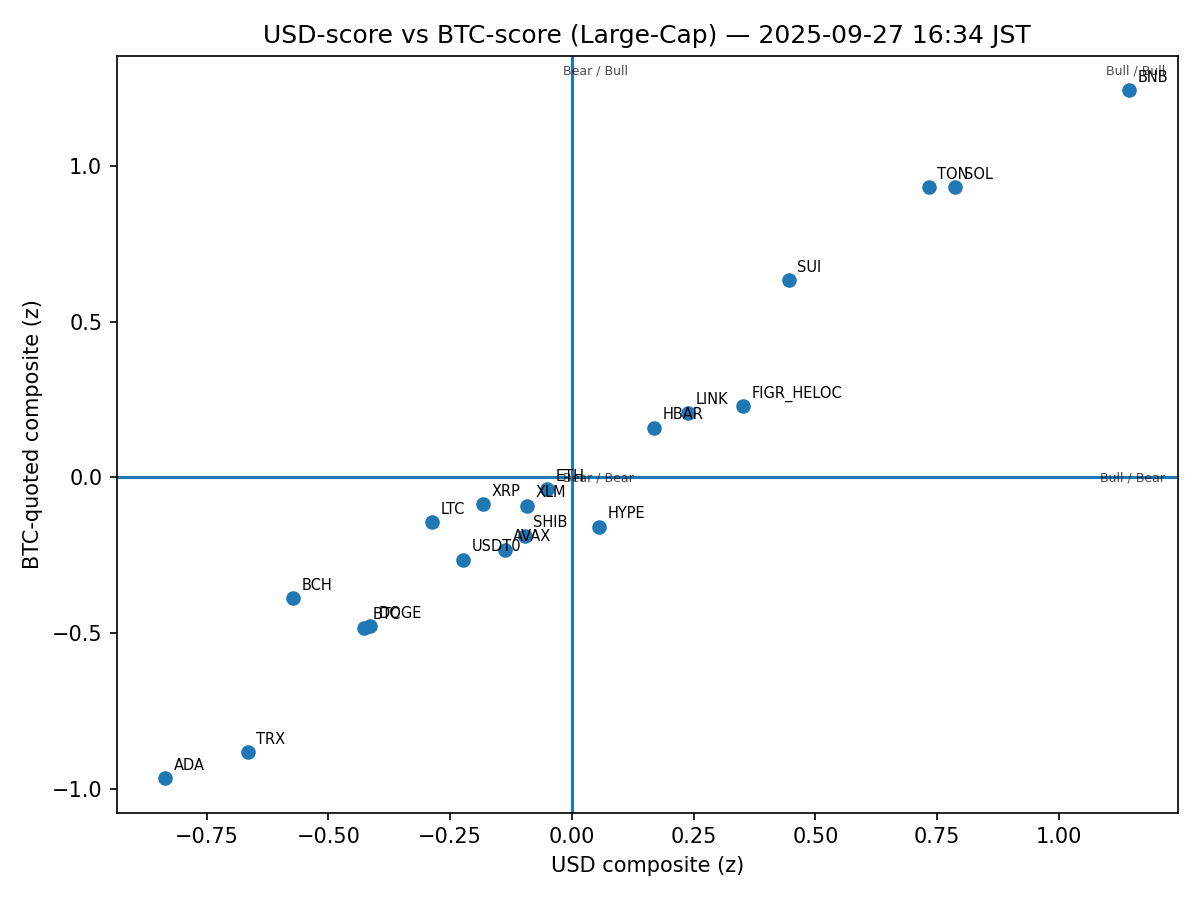 USD-score vs BTC-score (Large-Cap) — 2025-09-27 16:34 JST
Bear / Bull
Bull / Bull
BNB
1.0
TON
SOL
SUI
0.5
FIGR_HELOC
LINK
HBAR
0.0
ETH
Bear / Bear
Bull / Bear
XRP
XLM
LTC
HYPE
SHIB
AVAX
USDT0
BCH
BTC
DOGE
−0.5
TRX
ADA
−1.0
−0.75
−0.50
−0.25
0.00
0.25
0.50
0.75
1.00
USD composite (z)
BTC-quoted composite (z)